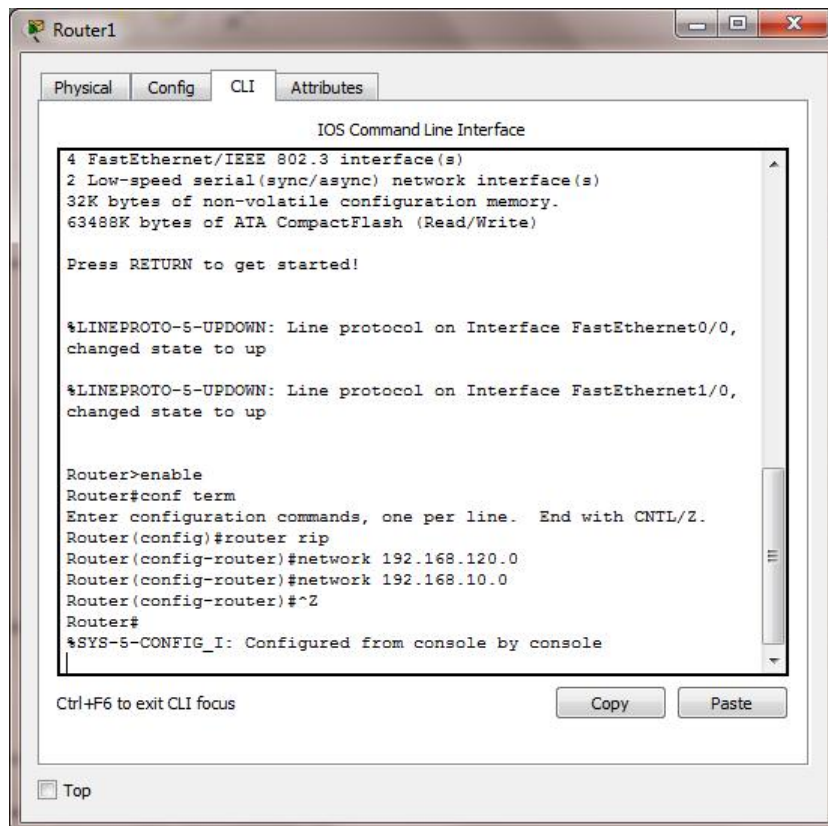 Router1
Physical Config CLI Attributes
IOS Command Line Interface
4 FastEthernet/IEEE 802.3 interface(s)
2 Low-speed serial(sync/async) network interface(s)
32K bytes of non-volatile configuration memory.
63488K bytes of ATA CompactFlash (Read/Write)
Press RETURN to get started!
%LINEPROTO-5-UPDOWN: Line protocol on Interface FastEthernet0/0,
changed state to up
%LINEPROTO-5-UPDOWN: Line protocol on Interface FastEthernet1/0,
changed state to up
Router>enable
Router#conf term
Enter configuration commands, one per line.  End with CNTL/Z.
Router(config)#router rip
Router(config-router)#network 192.168.120.0
Router(config-router)#network 192.168.10.0
Router(config-router)#^Z
Router#
%SYS-5-CONFIG_I: Configured from console by console
Ctrl+F6 to exit CLI focus Copy Paste
Top